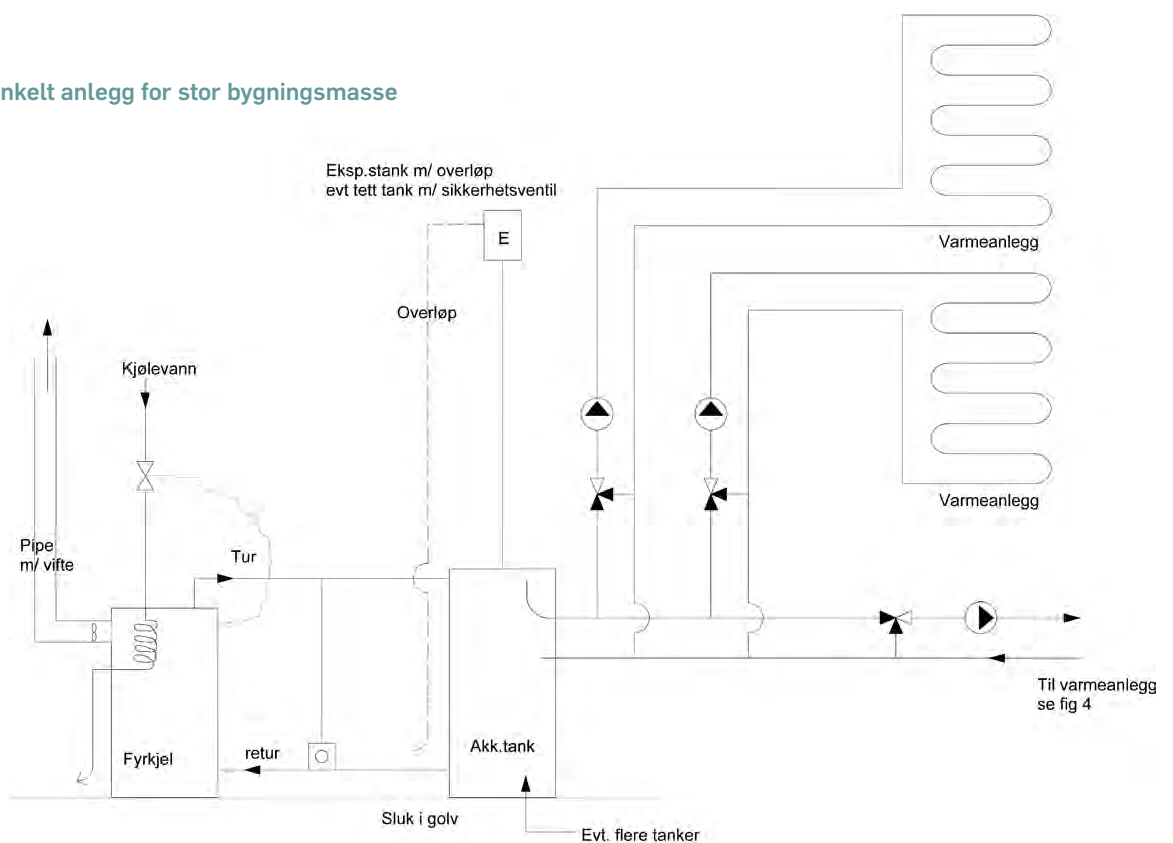 nkelt anlegg for stor bygningsmasse
Eksp.stank m/ overløp
evt tett tank m/ sikkerhetsventil
E
Varmeanlegg
Overløp
Kjølevann
Varmeanlegg
Pipe
m/ vifte
Tur
Til varmeanlegg
se fig 4
Akk.tank
retur
Fyrkjel
Sluk i golv
Evt. flere tanker